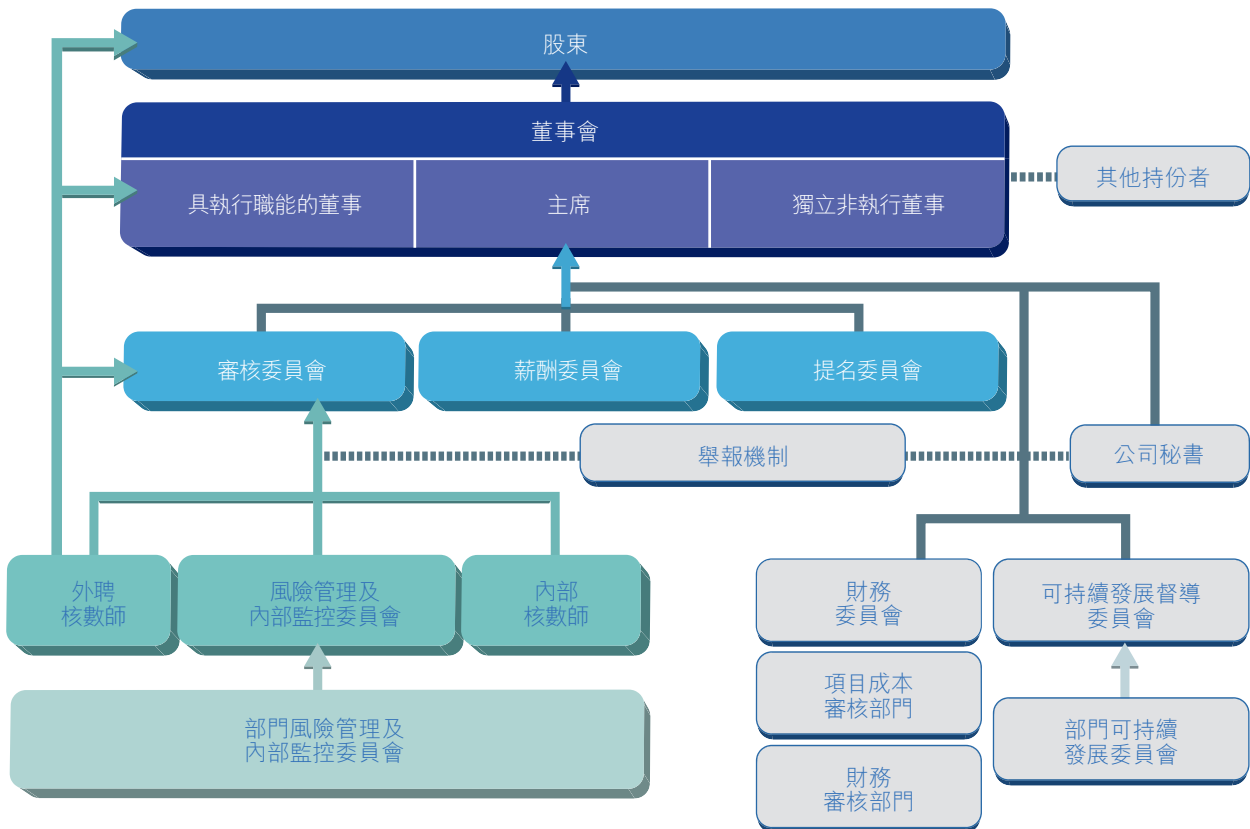 股東
董事會
具執行職能的董事
主席
獨立非執行董事
其他持份者
審核委員會
薪酬委員會
提名委員會
舉報機制
公司秘書
外聘
核數師
風險管理及
內部監控委員會
內部
核數師
財務
委員會
可持續發展督導
委員會
項目成本
審核部門
部門風險管理及
內部監控委員會
部門可持續
發展委員會
財務
審核部門